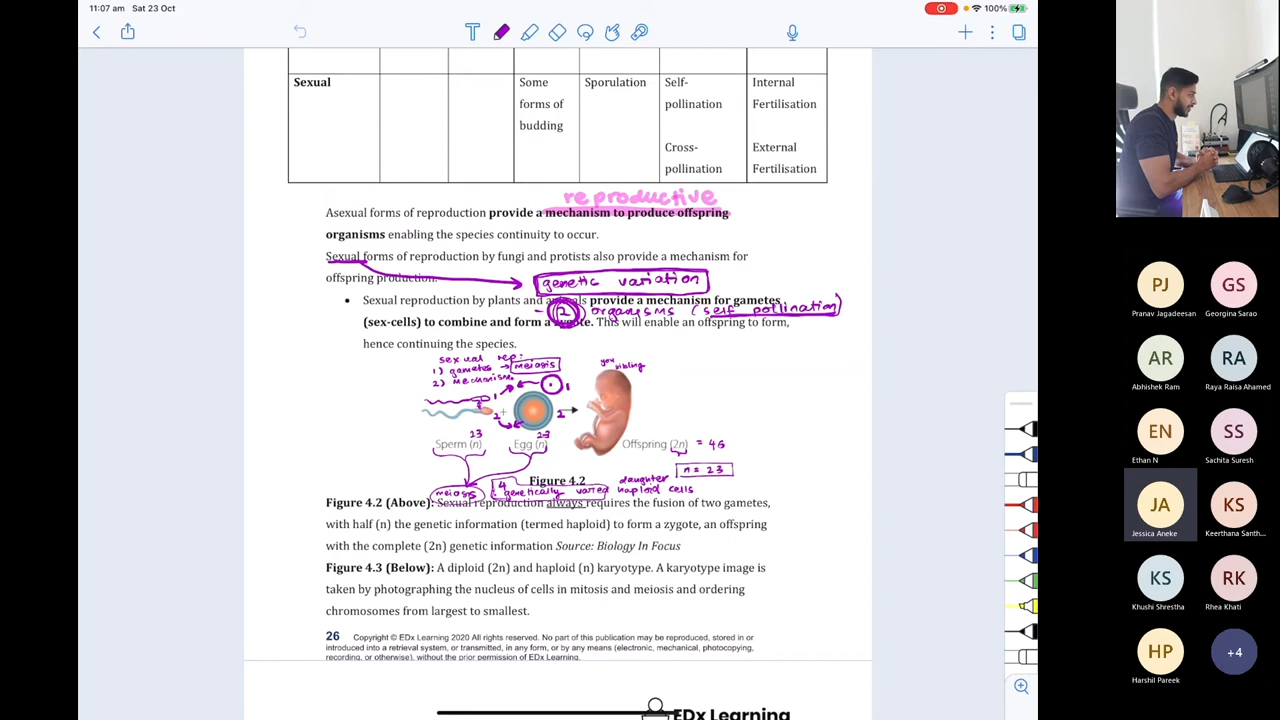 11:07 am Sat 23 Oct
100%
Sexual
Some forms of budding
Sporulation
Self-pollination
Cross-pollination
Internal Fertilisation
External Fertilisation
reproductive
Asexual forms of reproduction provide a mechanism to produce offspring
organisms enabling the species continuity to occur.
Sexual forms of reproduction by fungi and protists also provide a mechanism for
offspring production.
genetic variation
• Sexual reproduction by plants and animals provide a mechanism for gametes
- 2 organisms (self pollination)
(sex-cells) to combine and form a zygote. This will enable an offspring to form,
hence continuing the species.
sexual rep:
1) gametes → meiosis
2) mechanism
you
sibling
1
1
2
+
2
23
23
Sperm (n)
Egg (n)
Offspring (2n) = 46
n = 23
Figure 4.2
daughter
meiosis
4 genetically varied haploid cells
Figure 4.2 (Above): Sexual reproduction always requires the fusion of two gametes,
with half (n) the genetic information (termed haploid) to form a zygote, an offspring
with the complete (2n) genetic information Source: Biology In Focus
Figure 4.3 (Below): A diploid (2n) and haploid (n) karyotype. A karyotype image is
taken by photographing the nucleus of cells in mitosis and meiosis and ordering
chromosomes from largest to smallest.
26 Copyright © EDx Learning 2020 All rights reserved. No part of this publication may be reproduced, stored in or
introduced into a retrieval system, or transmitted, in any form, or by any means (electronic, mechanical, photocopying,
recording, or otherwise), without the prior permission of EDx Learning.
EDx Learning
PJ
Pranav Jagadeesan
GS
Georgina Sarao
AR
Abhishek Ram
RA
Raya Raisa Ahamed
EN
Ethan N
SS
Sachita Suresh
JA
Jessica Aneke
KS
Keerthana Santh...
KS
Khushi Shrestha
RK
Rhea Khati
HP
Harshil Pareek
+4